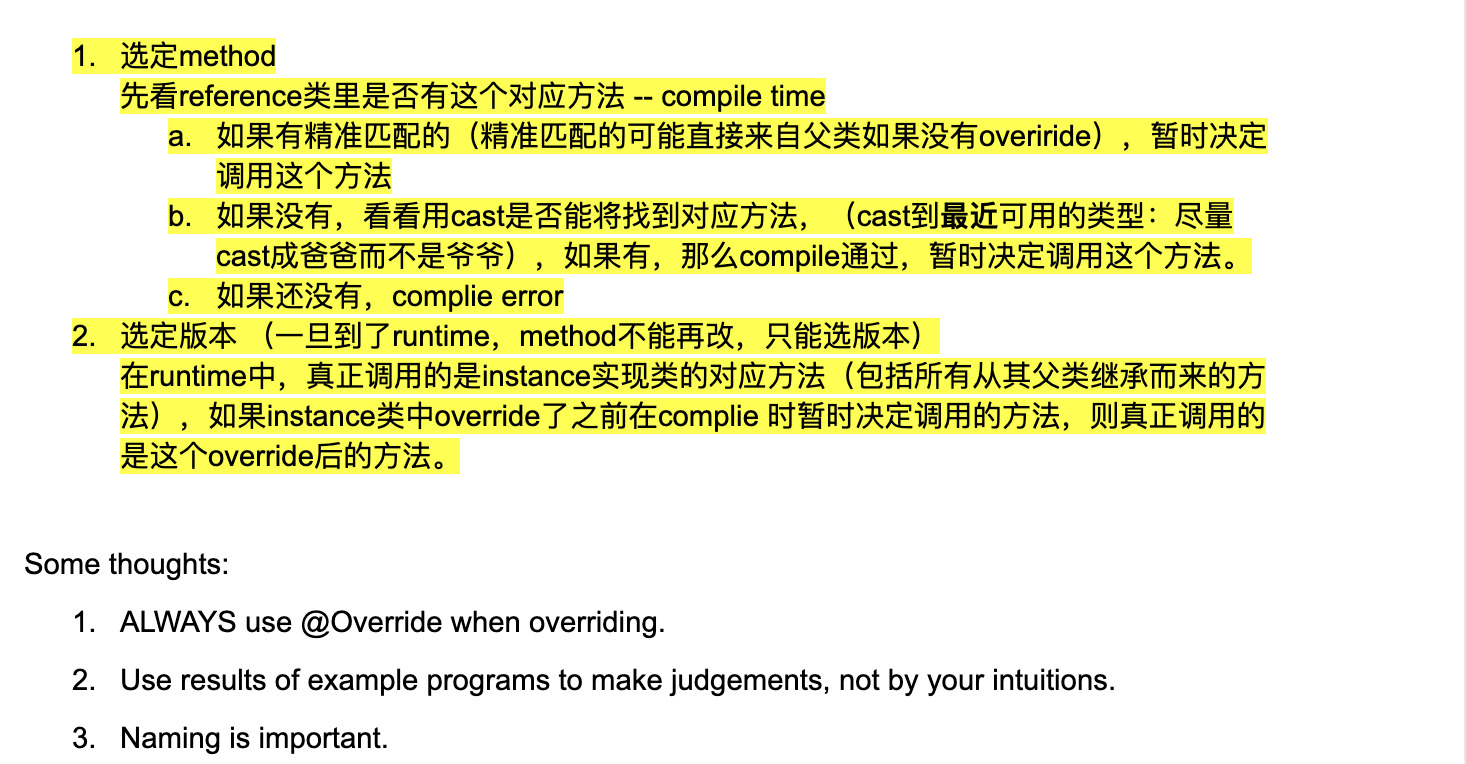 1. 选定method
先看reference类里是否有这个对应方法 -- compile time
a. 如果有精准匹配的（精准匹配的可能直接来自父类如果没有overiride），暂时决定
调用这个方法
b. 如果没有，看看用cast是否能将找到对应方法，（cast到最近可用的类型：尽量
cast成爸爸而不是爷爷），如果有，那么compile通过，暂时决定调用这个方法。
c. 如果还没有，complie error
2. 选定版本 （一旦到了runtime，method不能再改，只能选版本）
在runtime中，真正调用的是instance实现类的对应方法（包括所有从其父类继承而来的方
法），如果instance类中override了之前在complie 时暂时决定调用的方法，则真正调用的
是这个override后的方法。
Some thoughts:
1. ALWAYS use @Override when overriding.
2. Use results of example programs to make judgements, not by your intuitions.
3. Naming is important.